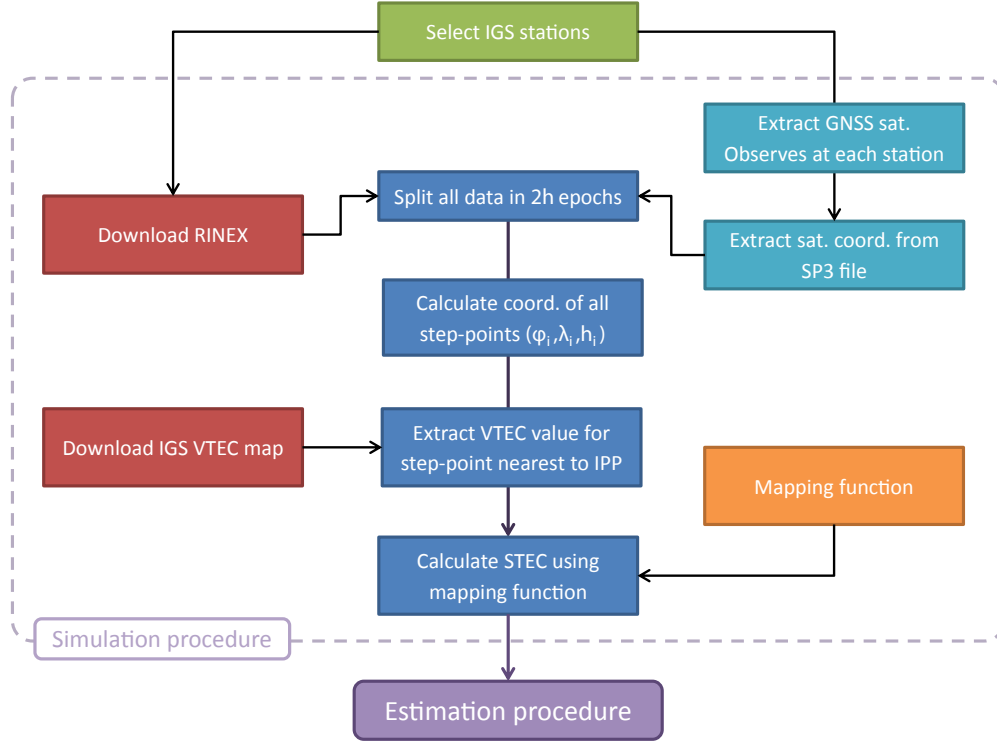 Select IGS stations
Extract GNSS sat.
Observes at each station
Split all data in 2h epochs
Download RINEX
Extract sat. coord. from
SP3 file
Calculate coord. of all
step-points (φᵢ,λᵢ,hᵢ)
Download IGS VTEC map
Extract VTEC value for
step-point nearest to IPP
Mapping function
Calculate STEC using
mapping function
Simulation procedure
Estimation procedure